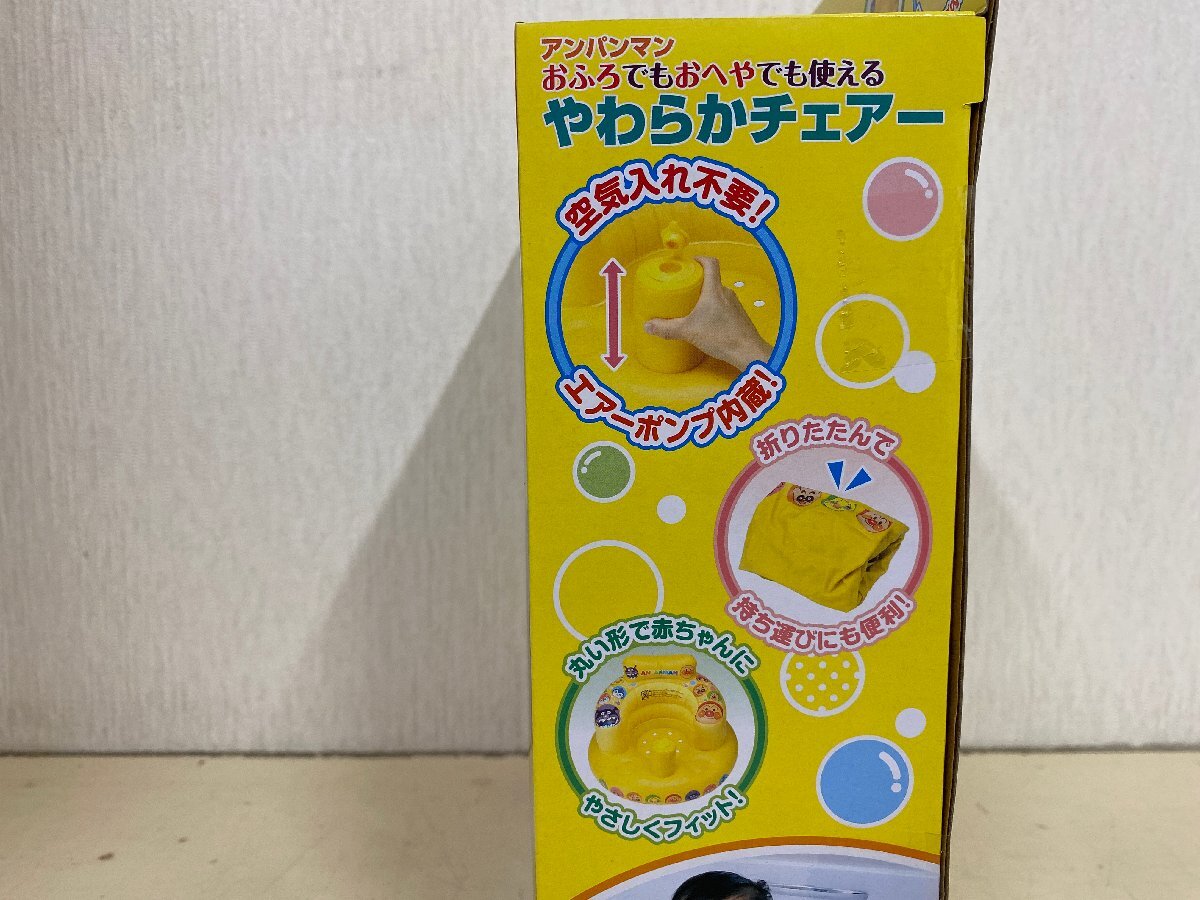 アンパンマン
おふろでもおへやでも使える
やわらかチェアー
空気入れ不要!
エアーポンプ内蔵!
折りたたんで
持ち運びにも便利!
丸い形で赤ちゃんに
ANPANMAN
やさしくフィット!